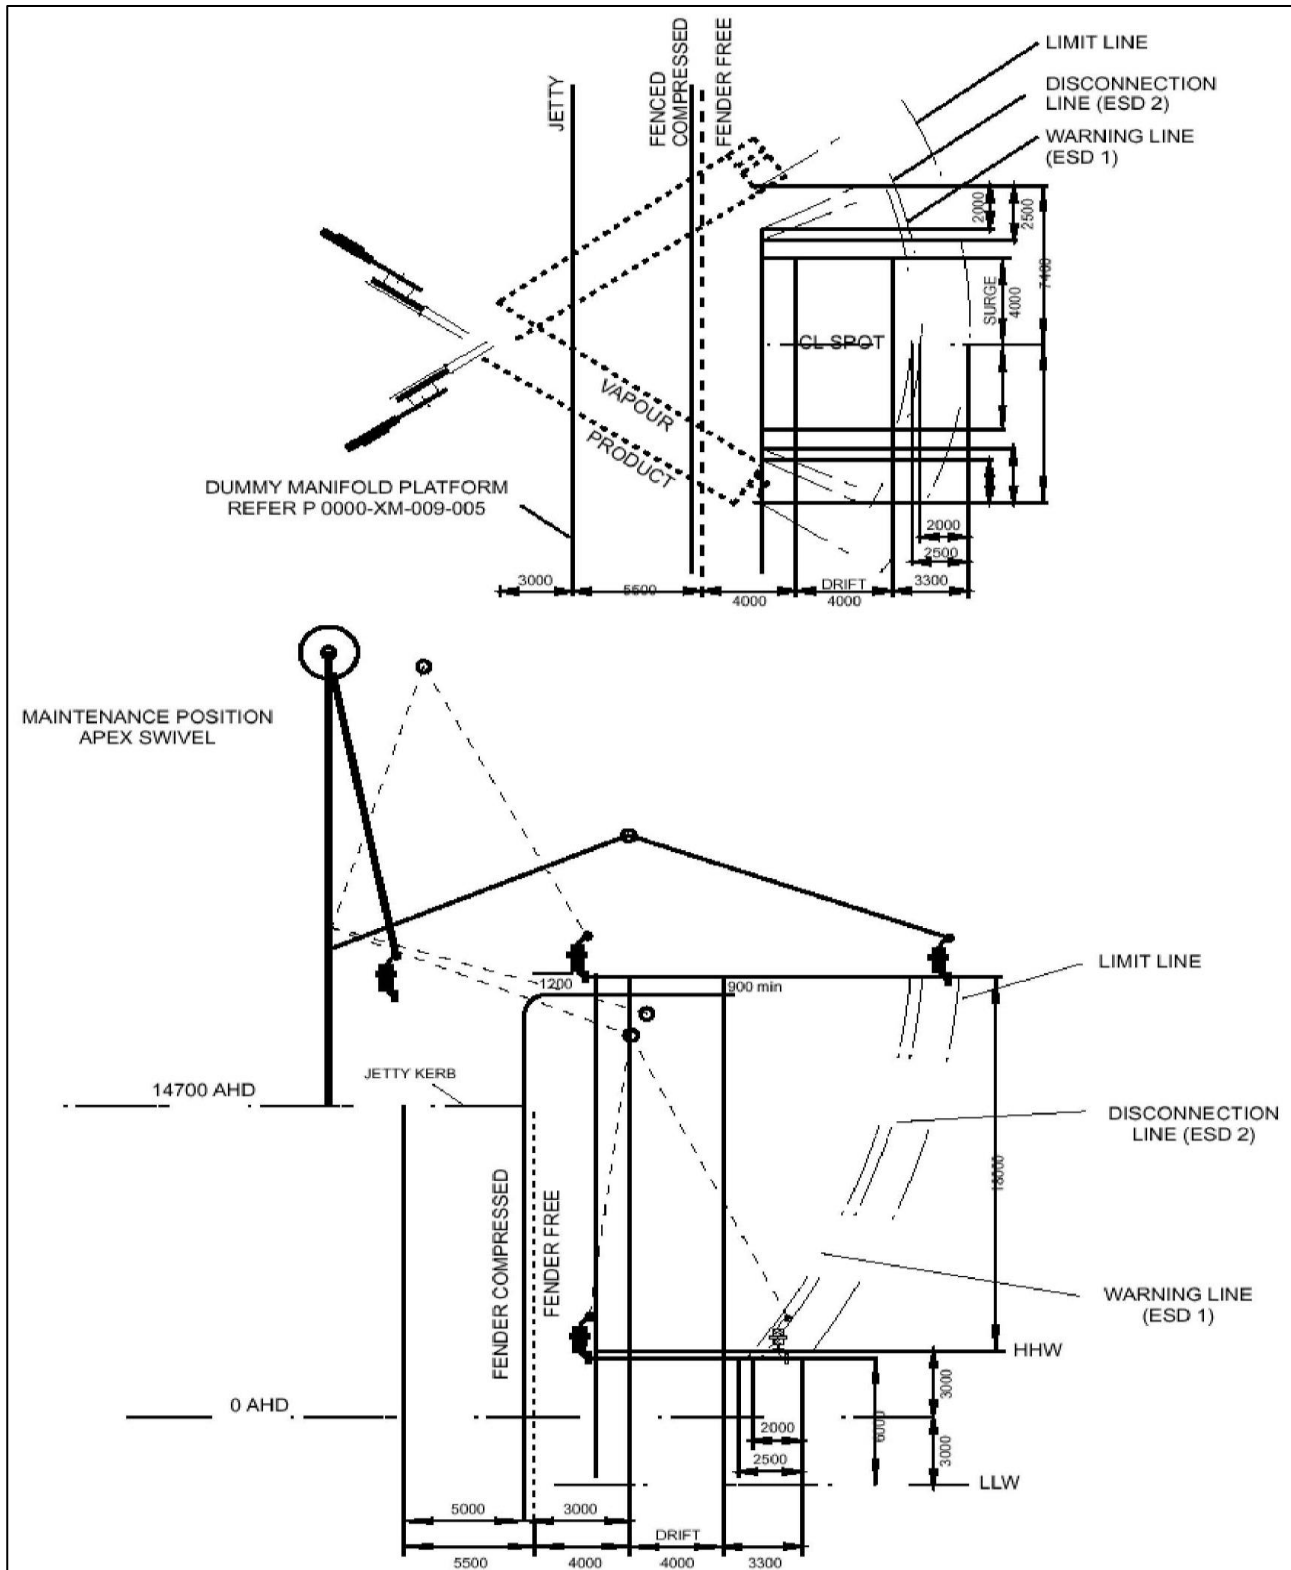 LIMIT LINE
DISCONNECTION
LINE (ESD 2)
WARNING LINE
(ESD 1)
JETTY
FENCED
COMPRESSED
FENDER FREE
2000
2500
7400
SURGE
4000
CL SPOT
VAPOUR
PRODUCT
DUMMY MANIFOLD PLATFORM
REFER P 0000-XM-009-005
2000
2500
3000
5500
4000
DRIFT
4000
3300
MAINTENANCE POSITION
APEX SWIVEL
LIMIT LINE
1200
900 min
JETTY KERB
14700 AHD
DISCONNECTION
LINE (ESD 2)
18000
FENDER COMPRESSED
FENDER FREE
WARNING LINE
(ESD 1)
HHW
3000
0 AHD
2000
6000
3000
2500
LLW
5000
3000
DRIFT
5500
4000
4000
3300